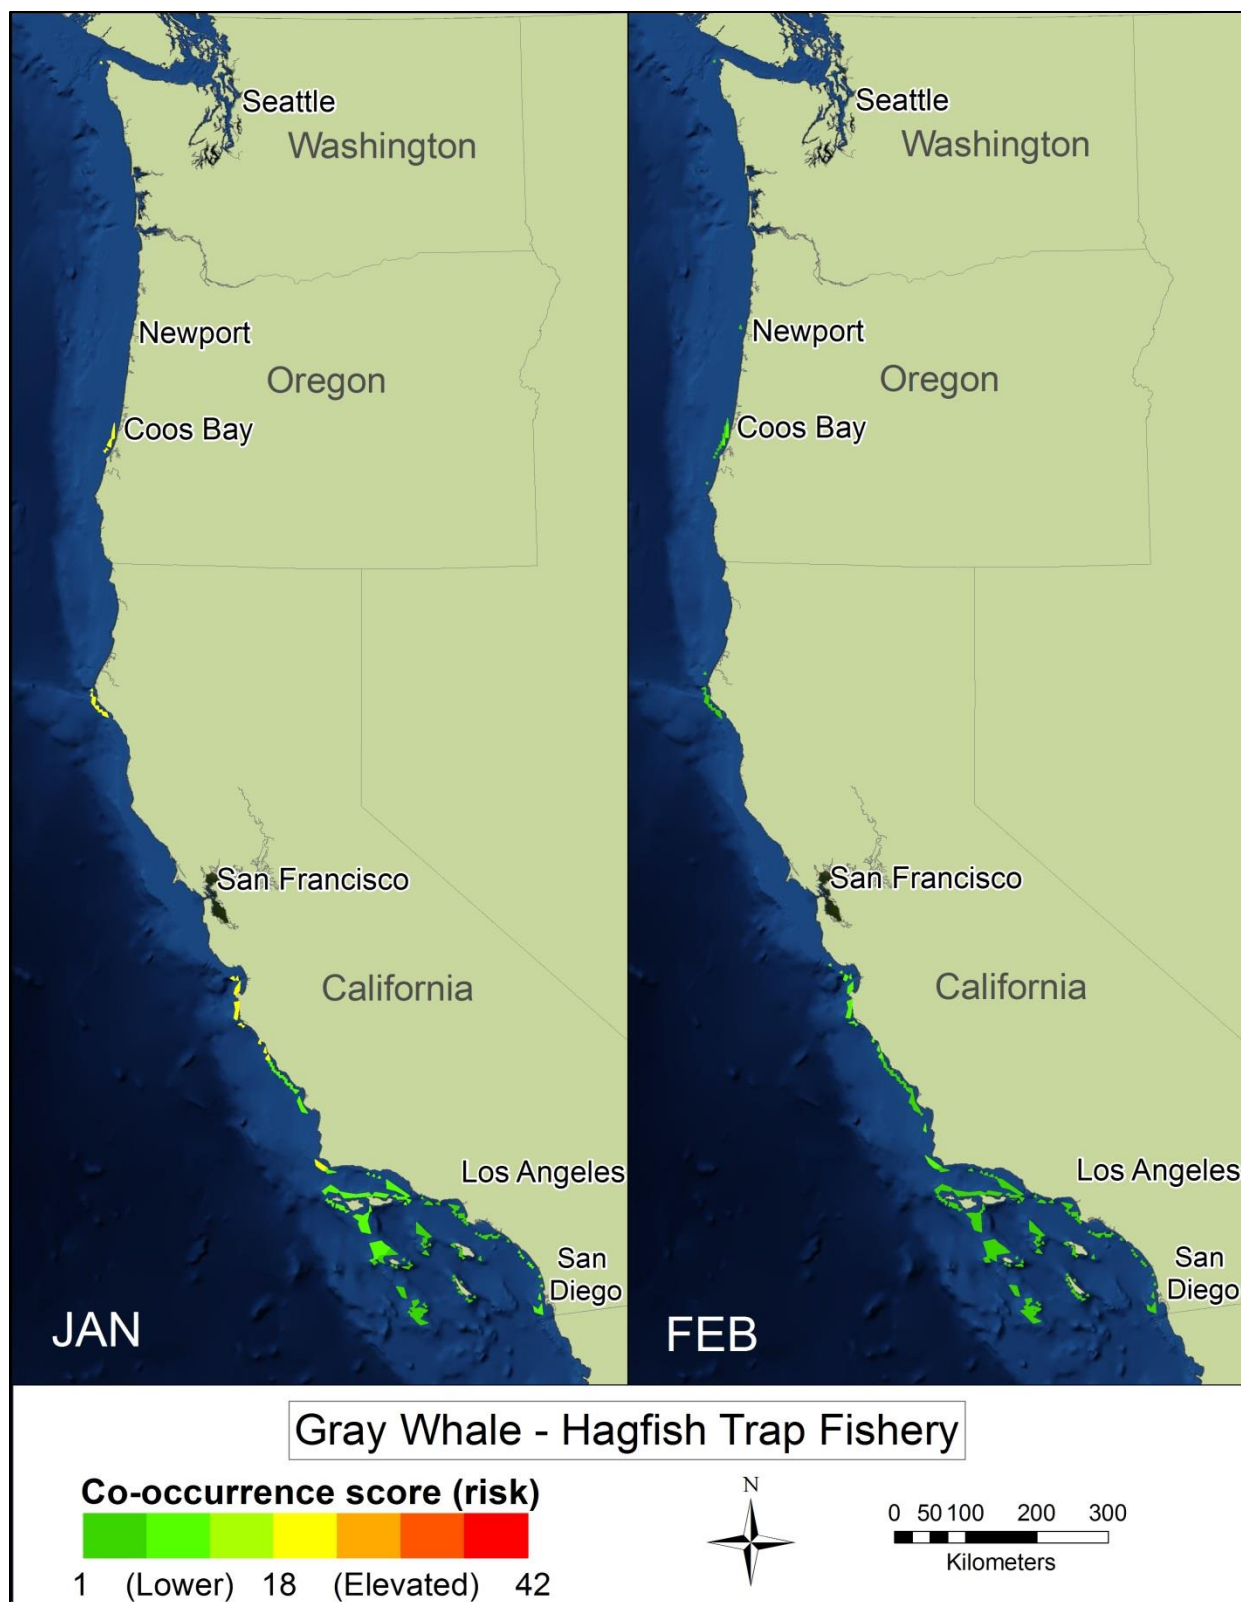 Seattle
Washington
Newport
Oregon
Coos Bay
San Francisco
California
Los Angeles
San
Diego
JAN
Seattle
Washington
Newport
Oregon
Coos Bay
San Francisco
California
Los Angeles
San
Diego
FEB
Gray Whale - Hagfish Trap Fishery
Co-occurrence score (risk)
1 (Lower) 18 (Elevated) 42
N
0 50 100 200 300
Kilometers